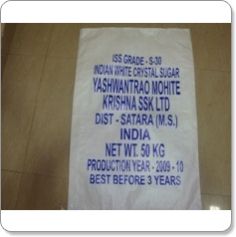 ISS GRADE - S-30
INDIAN WHITE CRYSTAL SUGAR
YASHWANTRAO MOHITE
KRISHNA SSK LTD
DIST - SATARA (M.S.)
INDIA
NET WT. 50 KG
PRODUCTION YEAR - 2009 - 10
BEST BEFORE 3 YEARS